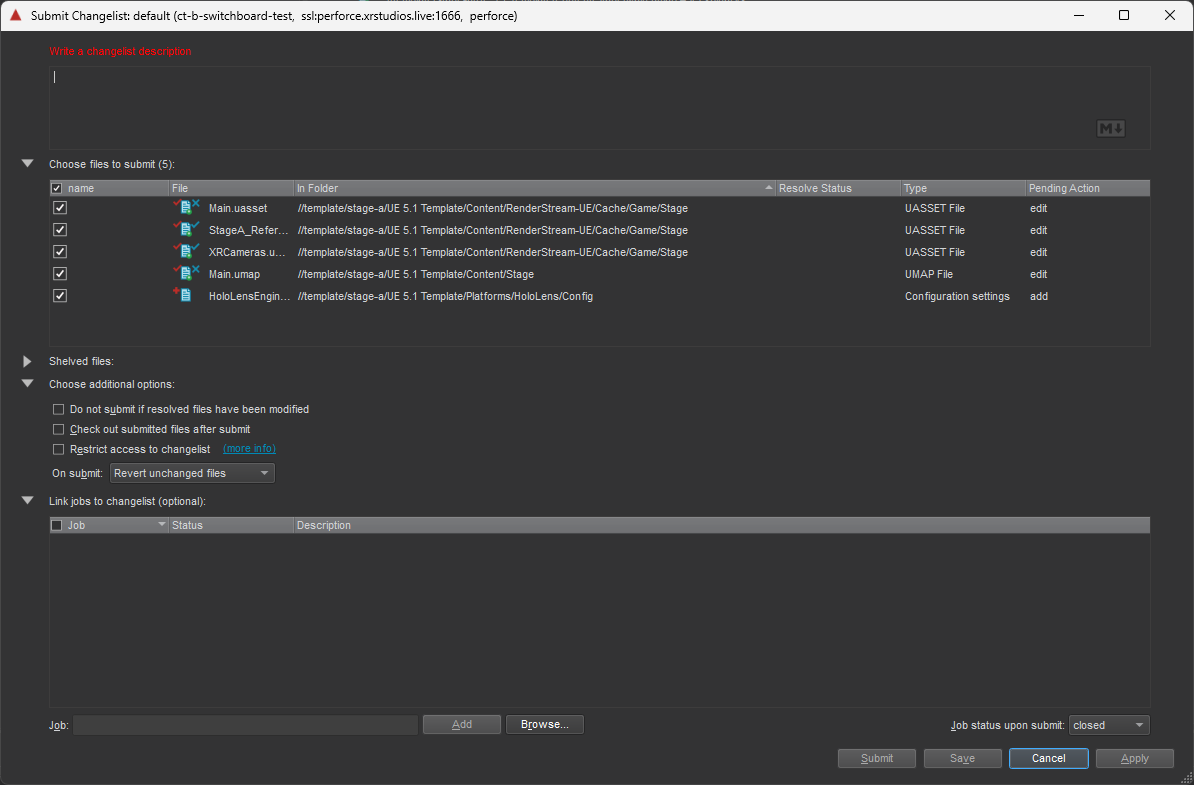 Submit Changelist: default (ct-b-switchboard-test, ssl:perforce.xrstudios.live:1666, perforce)
Write a changelist description
M↓
Choose files to submit (5):
name File In Folder Resolve Status Type Pending Action
Main.uasset //template/stage-a/UE 5.1 Template/Content/RenderStream-UE/Cache/Game/Stage UASSET File edit
StageA_Refer... //template/stage-a/UE 5.1 Template/Content/RenderStream-UE/Cache/Game/Stage UASSET File edit
XRCameras.u... //template/stage-a/UE 5.1 Template/Content/RenderStream-UE/Cache/Game/Stage UASSET File edit
Main.umap //template/stage-a/UE 5.1 Template/Content/Stage UMAP File edit
HoloLensEngin... //template/stage-a/UE 5.1 Template/Platforms/HoloLens/Config Configuration settings add
Shelved files:
Choose additional options:
Do not submit if resolved files have been modified
Check out submitted files after submit
Restrict access to changelist (more info)
On submit: Revert unchanged files
Link jobs to changelist (optional):
Job Status Description
Job: Add Browse... Job status upon submit: closed
Submit Save Cancel Apply